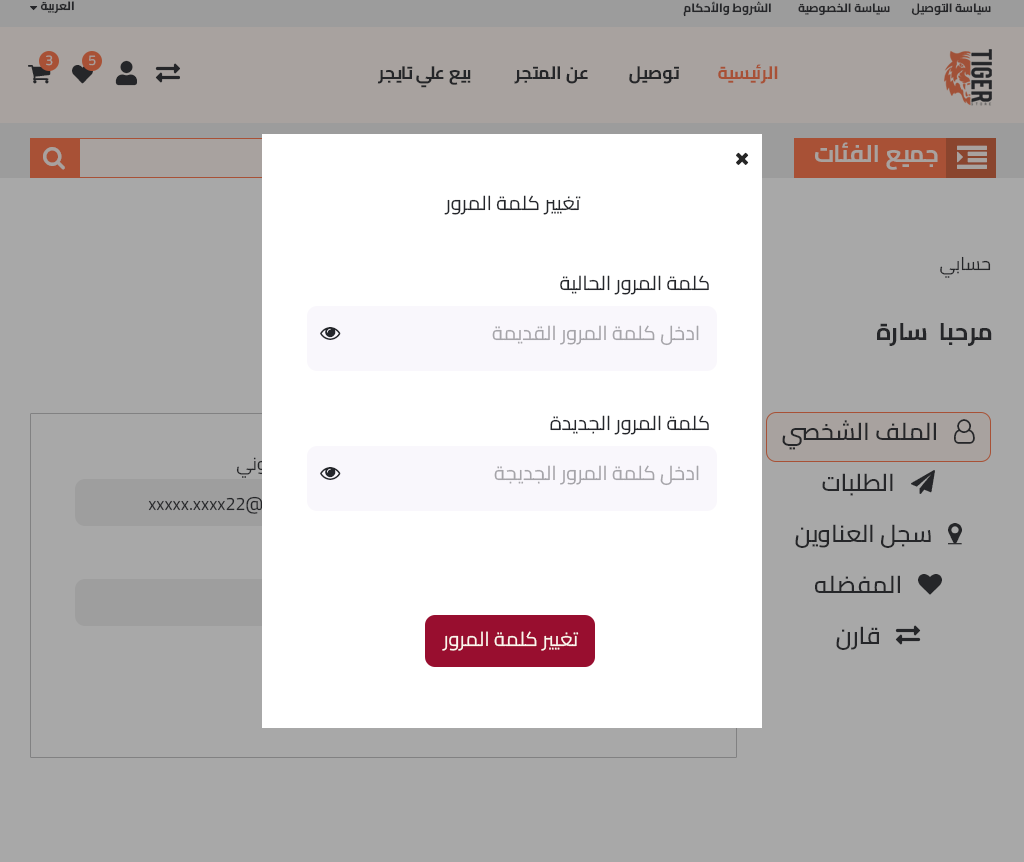 سياسة التوصيل سياسة الخصوصية الشروط والأحكام العربية
TIGER
الرئيسية توصيل عن المتجر بيع علي تايجر 5 3
جميع الفئات
تغيير كلمة المرور
حسابي
كلمة المرور الحالية
ادخل كلمة المرور القديمة
مرحبا سارة
كلمة المرور الجديدة
ادخل كلمة المرور الجديجة
الملف الشخصي
الطلبات
سجل العناوين
المفضله
قارن
وني
xxxxx.xxxx22@
تغيير كلمة المرور